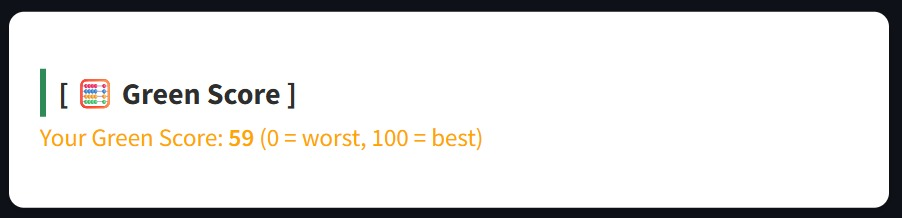 [ 🧮 Green Score ]
Your Green Score: 59 (0 = worst, 100 = best)